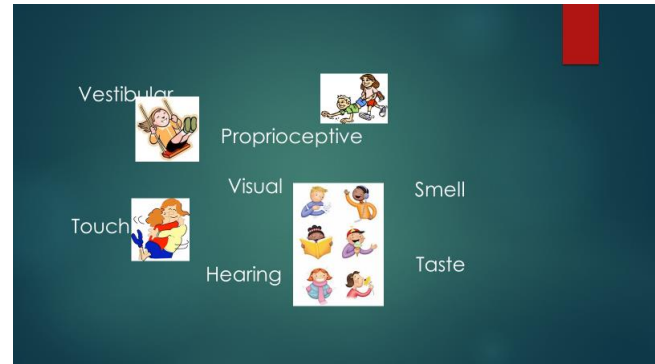 Vestibular
Proprioceptive
Visual
Smell
Touch
Hearing
Taste